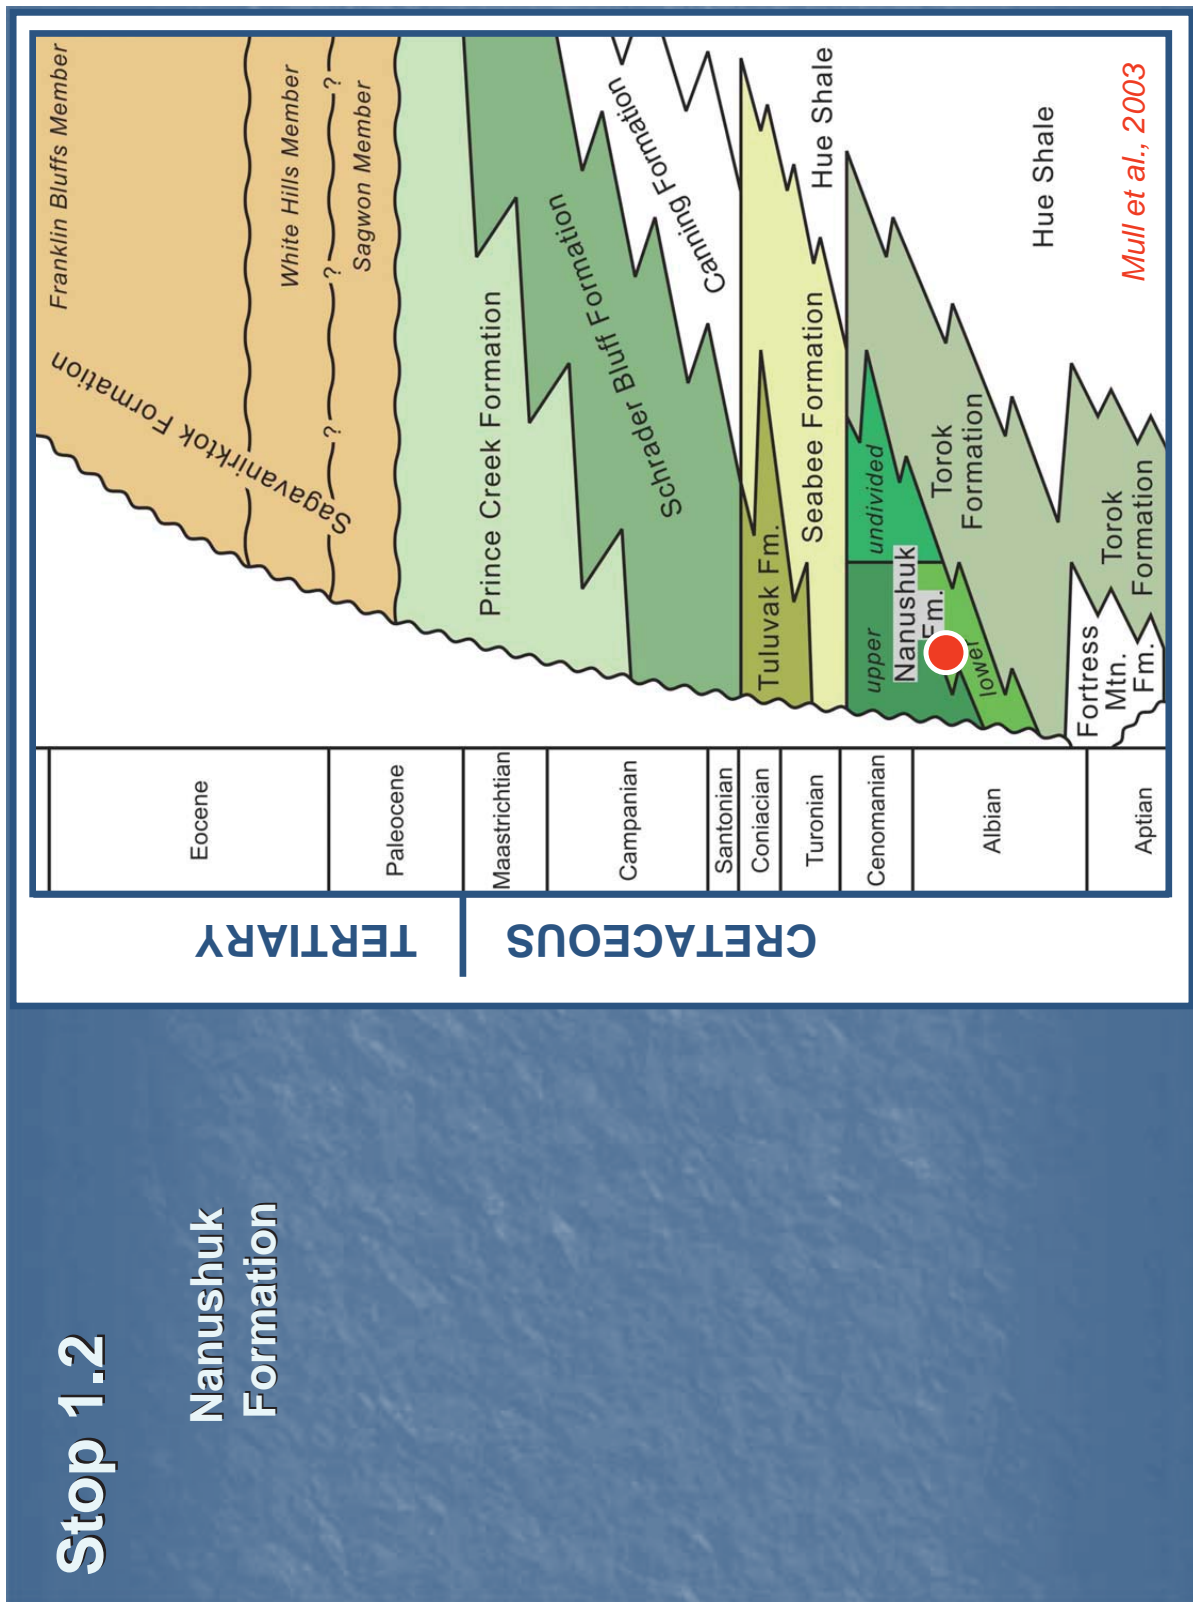 Stop 1.2
Nanushuk
Formation
TERTIARY
CRETACEOUS
Eocene
Paleocene
Maastrichtian
Campanian
Santonian
Coniacian
Turonian
Cenomanian
Albian
Aptian
Franklin Bluffs Member
Sagavanirktok Formation
White Hills Member
?
?
?
Sagwon Member
Prince Creek Formation
Schrader Bluff Formation
Canning Formation
Tuluvak Fm.
Seabee Formation
Hue Shale
upper
undivided
Nanushuk
Fm.
lower
Torok
Formation
Hue Shale
Fortress
Mtn.
Fm.
Torok
Formation
Mull et al., 2003